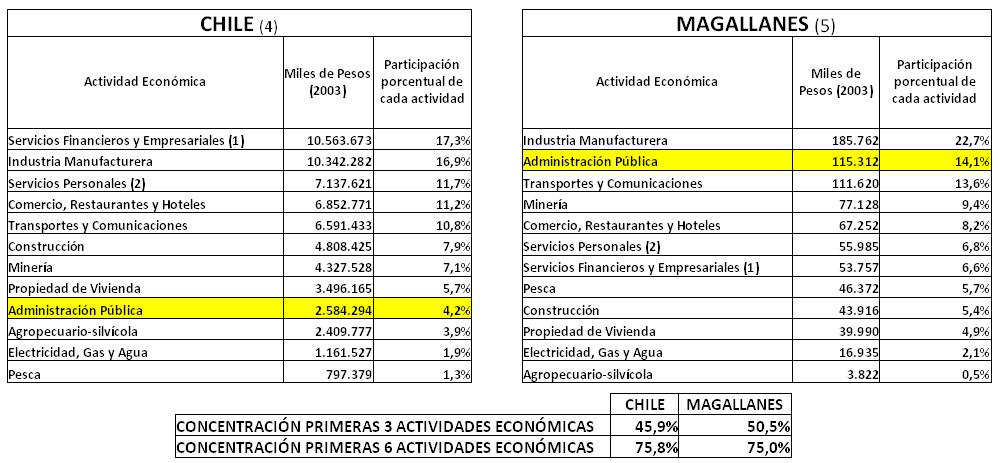 CHILE (4)
Actividad Económica Miles de Pesos (2003) Participación porcentual de cada actividad
Servicios Financieros y Empresariales (1) 10.563.673 17,3%
Industria Manufacturera 10.342.282 16,9%
Servicios Personales (2) 7.137.621 11,7%
Comercio, Restaurantes y Hoteles 6.852.771 11,2%
Transportes y Comunicaciones 6.591.433 10,8%
Construcción 4.808.425 7,9%
Minería 4.327.528 7,1%
Propiedad de Vivienda 3.496.165 5,7%
Administración Pública 2.584.294 4,2%
Agropecuario-silvícola 2.409.777 3,9%
Electricidad, Gas y Agua 1.161.527 1,9%
Pesca 797.379 1,3%
MAGALLANES (5)
Actividad Económica Miles de Pesos (2003) Participación porcentual de cada actividad
Industria Manufacturera 185.762 22,7%
Administración Pública 115.312 14,1%
Transportes y Comunicaciones 111.620 13,6%
Minería 77.128 9,4%
Comercio, Restaurantes y Hoteles 67.252 8,2%
Servicios Personales (2) 55.985 6,8%
Servicios Financieros y Empresariales (1) 53.757 6,6%
Pesca 46.372 5,7%
Construcción 43.916 5,4%
Propiedad de Vivienda 39.990 4,9%
Electricidad, Gas y Agua 16.935 2,1%
Agropecuario-silvícola 3.822 0,5%
CHILE MAGALLANES
CONCENTRACIÓN PRIMERAS 3 ACTIVIDADES ECONÓMICAS 45,9% 50,5%
CONCENTRACIÓN PRIMERAS 6 ACTIVIDADES ECONÓMICAS 75,8% 75,0%